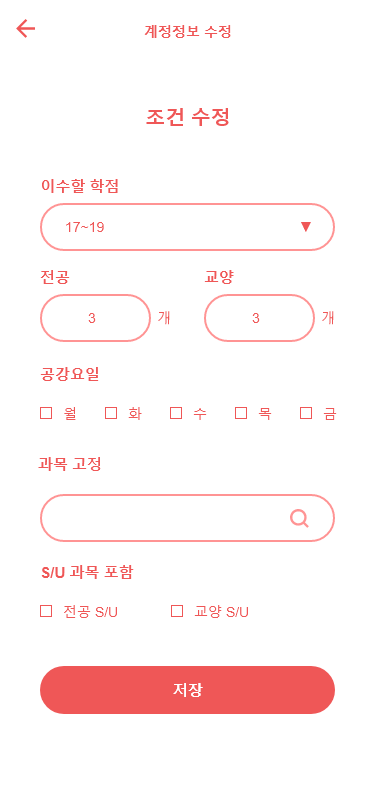 계정정보 수정
조건 수정
이수할 학점
17~19
전공 교양
3 개 3 개
공강요일
월 화 수 목 금
과목 고정
S/U 과목 포함
전공 S/U 교양 S/U
저장